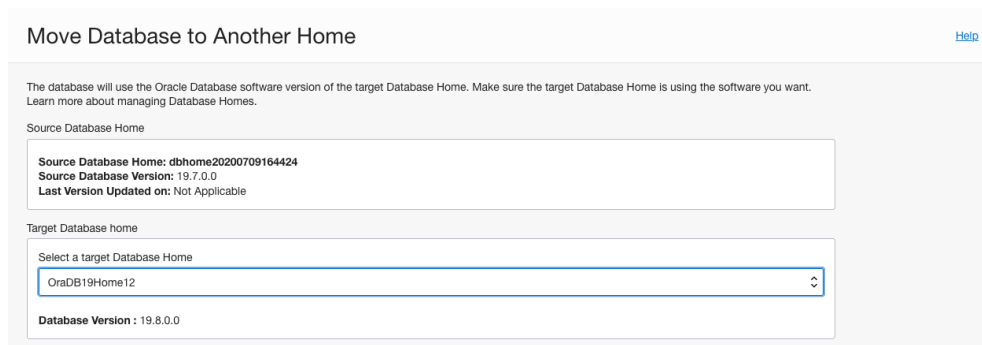 Move Database to Another Home
Help
The database will use the Oracle Database software version of the target Database Home. Make sure the target Database Home is using the software you want.
Learn more about managing Database Homes.
Source Database Home
Source Database Home: dbhome20200709164424
Source Database Version: 19.7.0.0
Last Version Updated on: Not Applicable
Target Database home
Select a target Database Home
OraDB19Home12
Database Version : 19.8.0.0